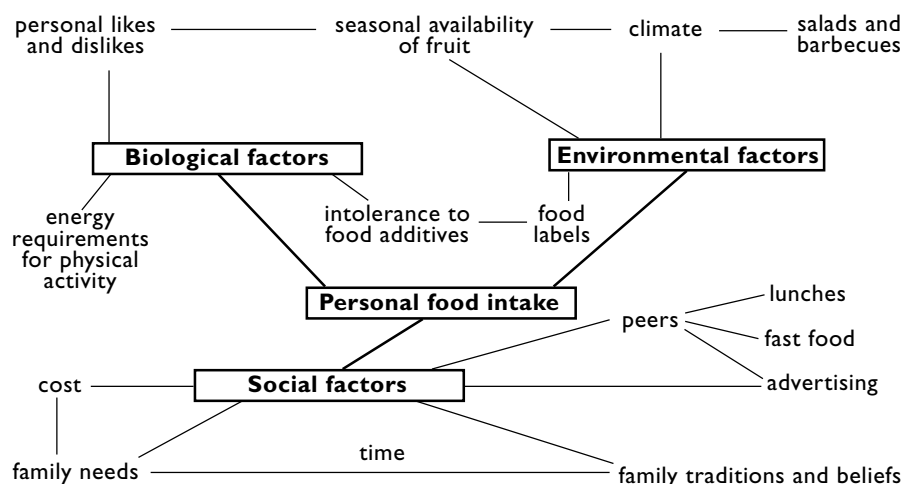 personal likes
and dislikes
seasonal availability
of fruit
climate
salads and
barbecues
Biological factors
Environmental factors
energy
requirements
for physical
activity
intolerance to
food additives
food
labels
Personal food intake
lunches
peers
fast food
cost
Social factors
advertising
time
family needs
family traditions and beliefs